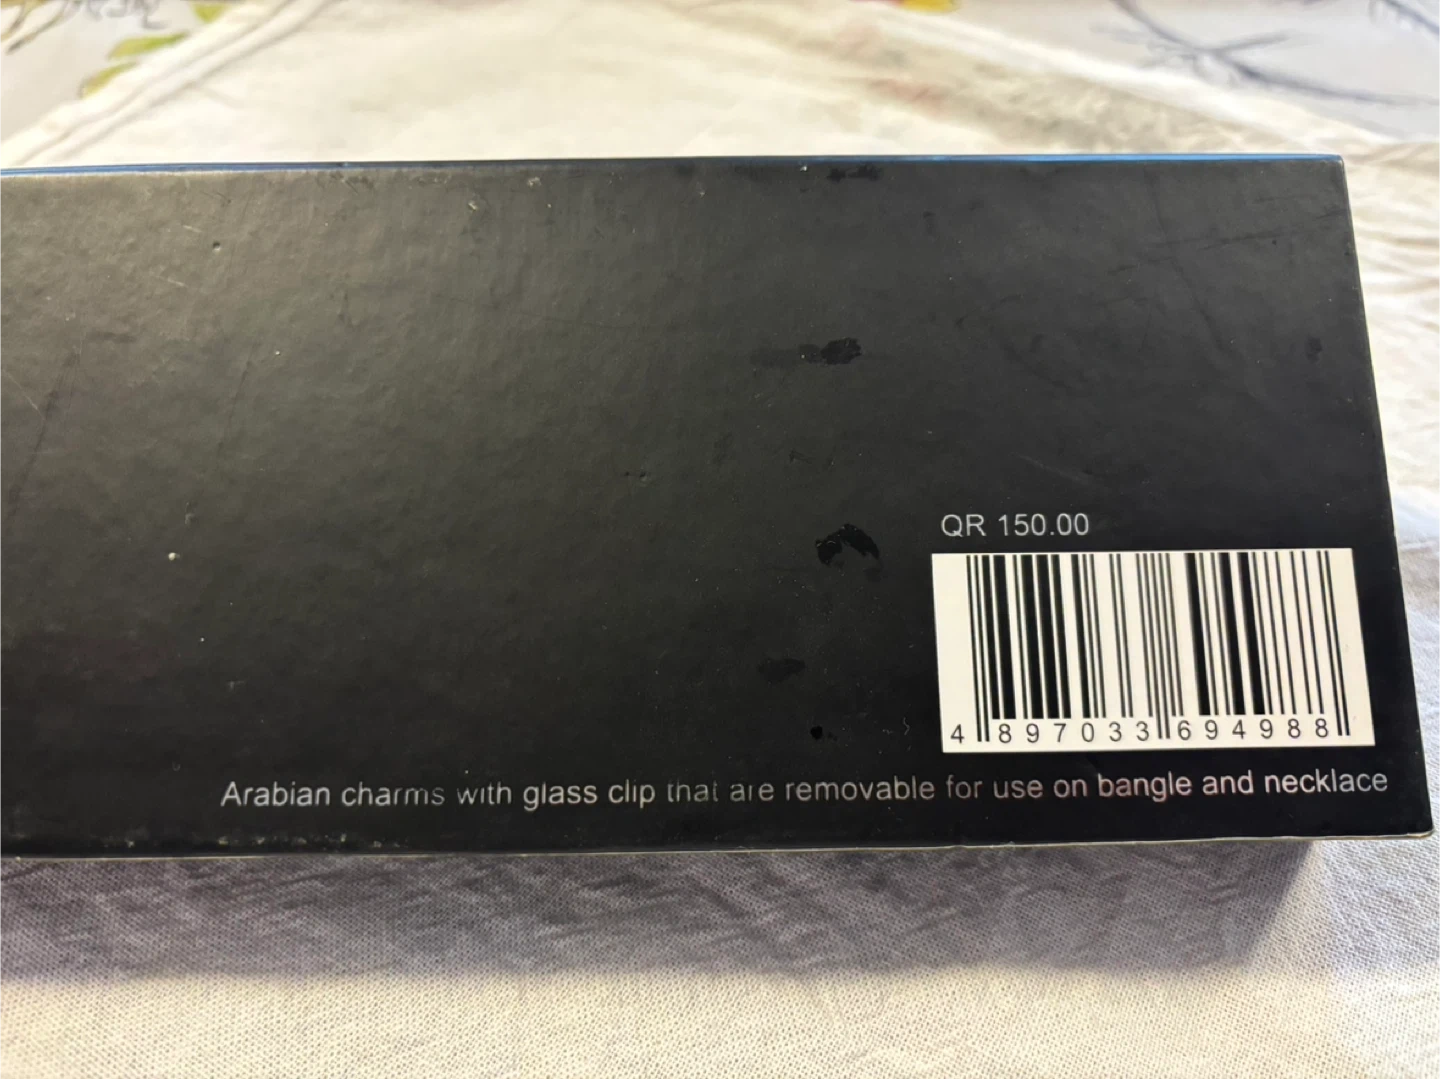 QR 150.00
4 897033 694988
Arabian charms with glass clip that are removable for use on bangle and necklace